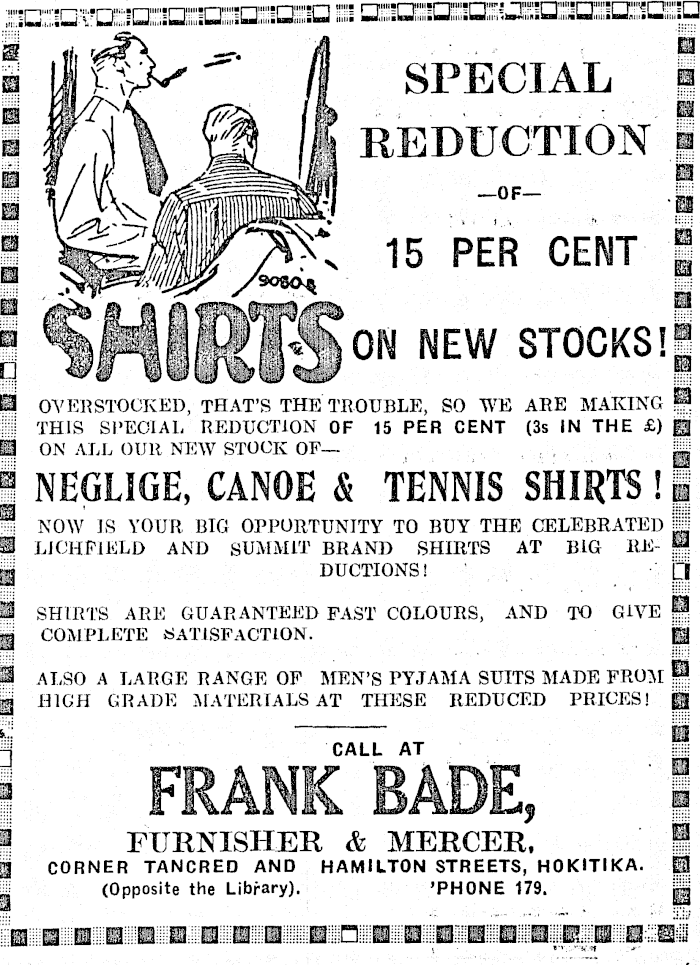 SPECIAL
REDUCTION
—OF—
15 PER CENT
9080
SHIRTS
ON NEW STOCKS!
OVERSTOCKED, THAT'S THE TROUBLE, SO WE ARE MAKING
THIS SPECIAL REDUCTION OF 15 PER CENT (3s IN THE £)
ON ALL OUR NEW STOCK OF—
NEGLIGE, CANOE & TENNIS SHIRTS!
NOW IS YOUR BIG OPPORTUNITY TO BUY THE CELEBRATED
LICHFIELD AND SUMMIT BRAND SHIRTS AT BIG RE-
DUCTIONS!
SHIRTS ARE GUARANTEED FAST COLOURS, AND TO GIVE
COMPLETE SATISFACTION.
ALSO A LARGE RANGE OF MEN'S PYJAMA SUITS MADE FROM
HIGH GRADE MATERIALS AT THESE REDUCED PRICES!
CALL AT
FRANK BADE,
FURNISHER & MERCER.
CORNER TANCRED AND HAMILTON STREETS, HOKITIKA.
(Opposite the Library). 'PHONE 179.